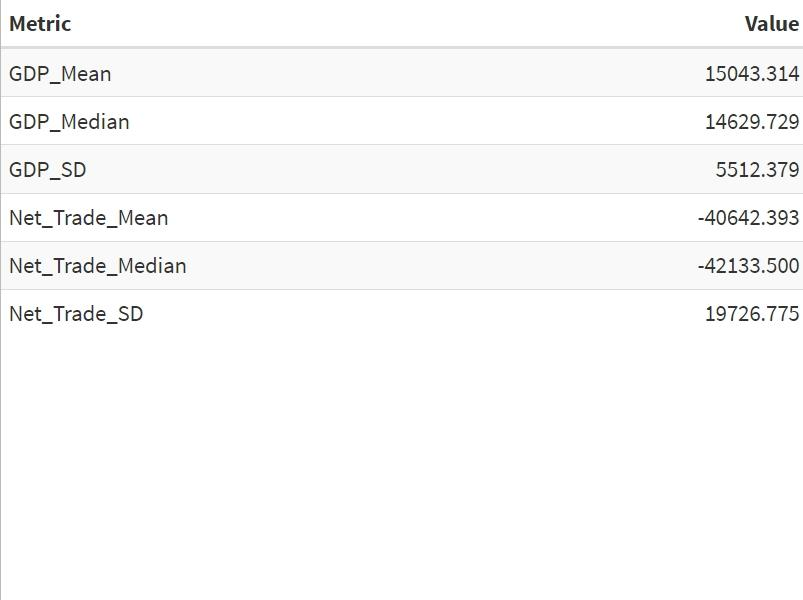 Metric Value
GDP_Mean 15043.314
GDP_Median 14629.729
GDP_SD 5512.379
Net_Trade_Mean -40642.393
Net_Trade_Median -42133.500
Net_Trade_SD 19726.775